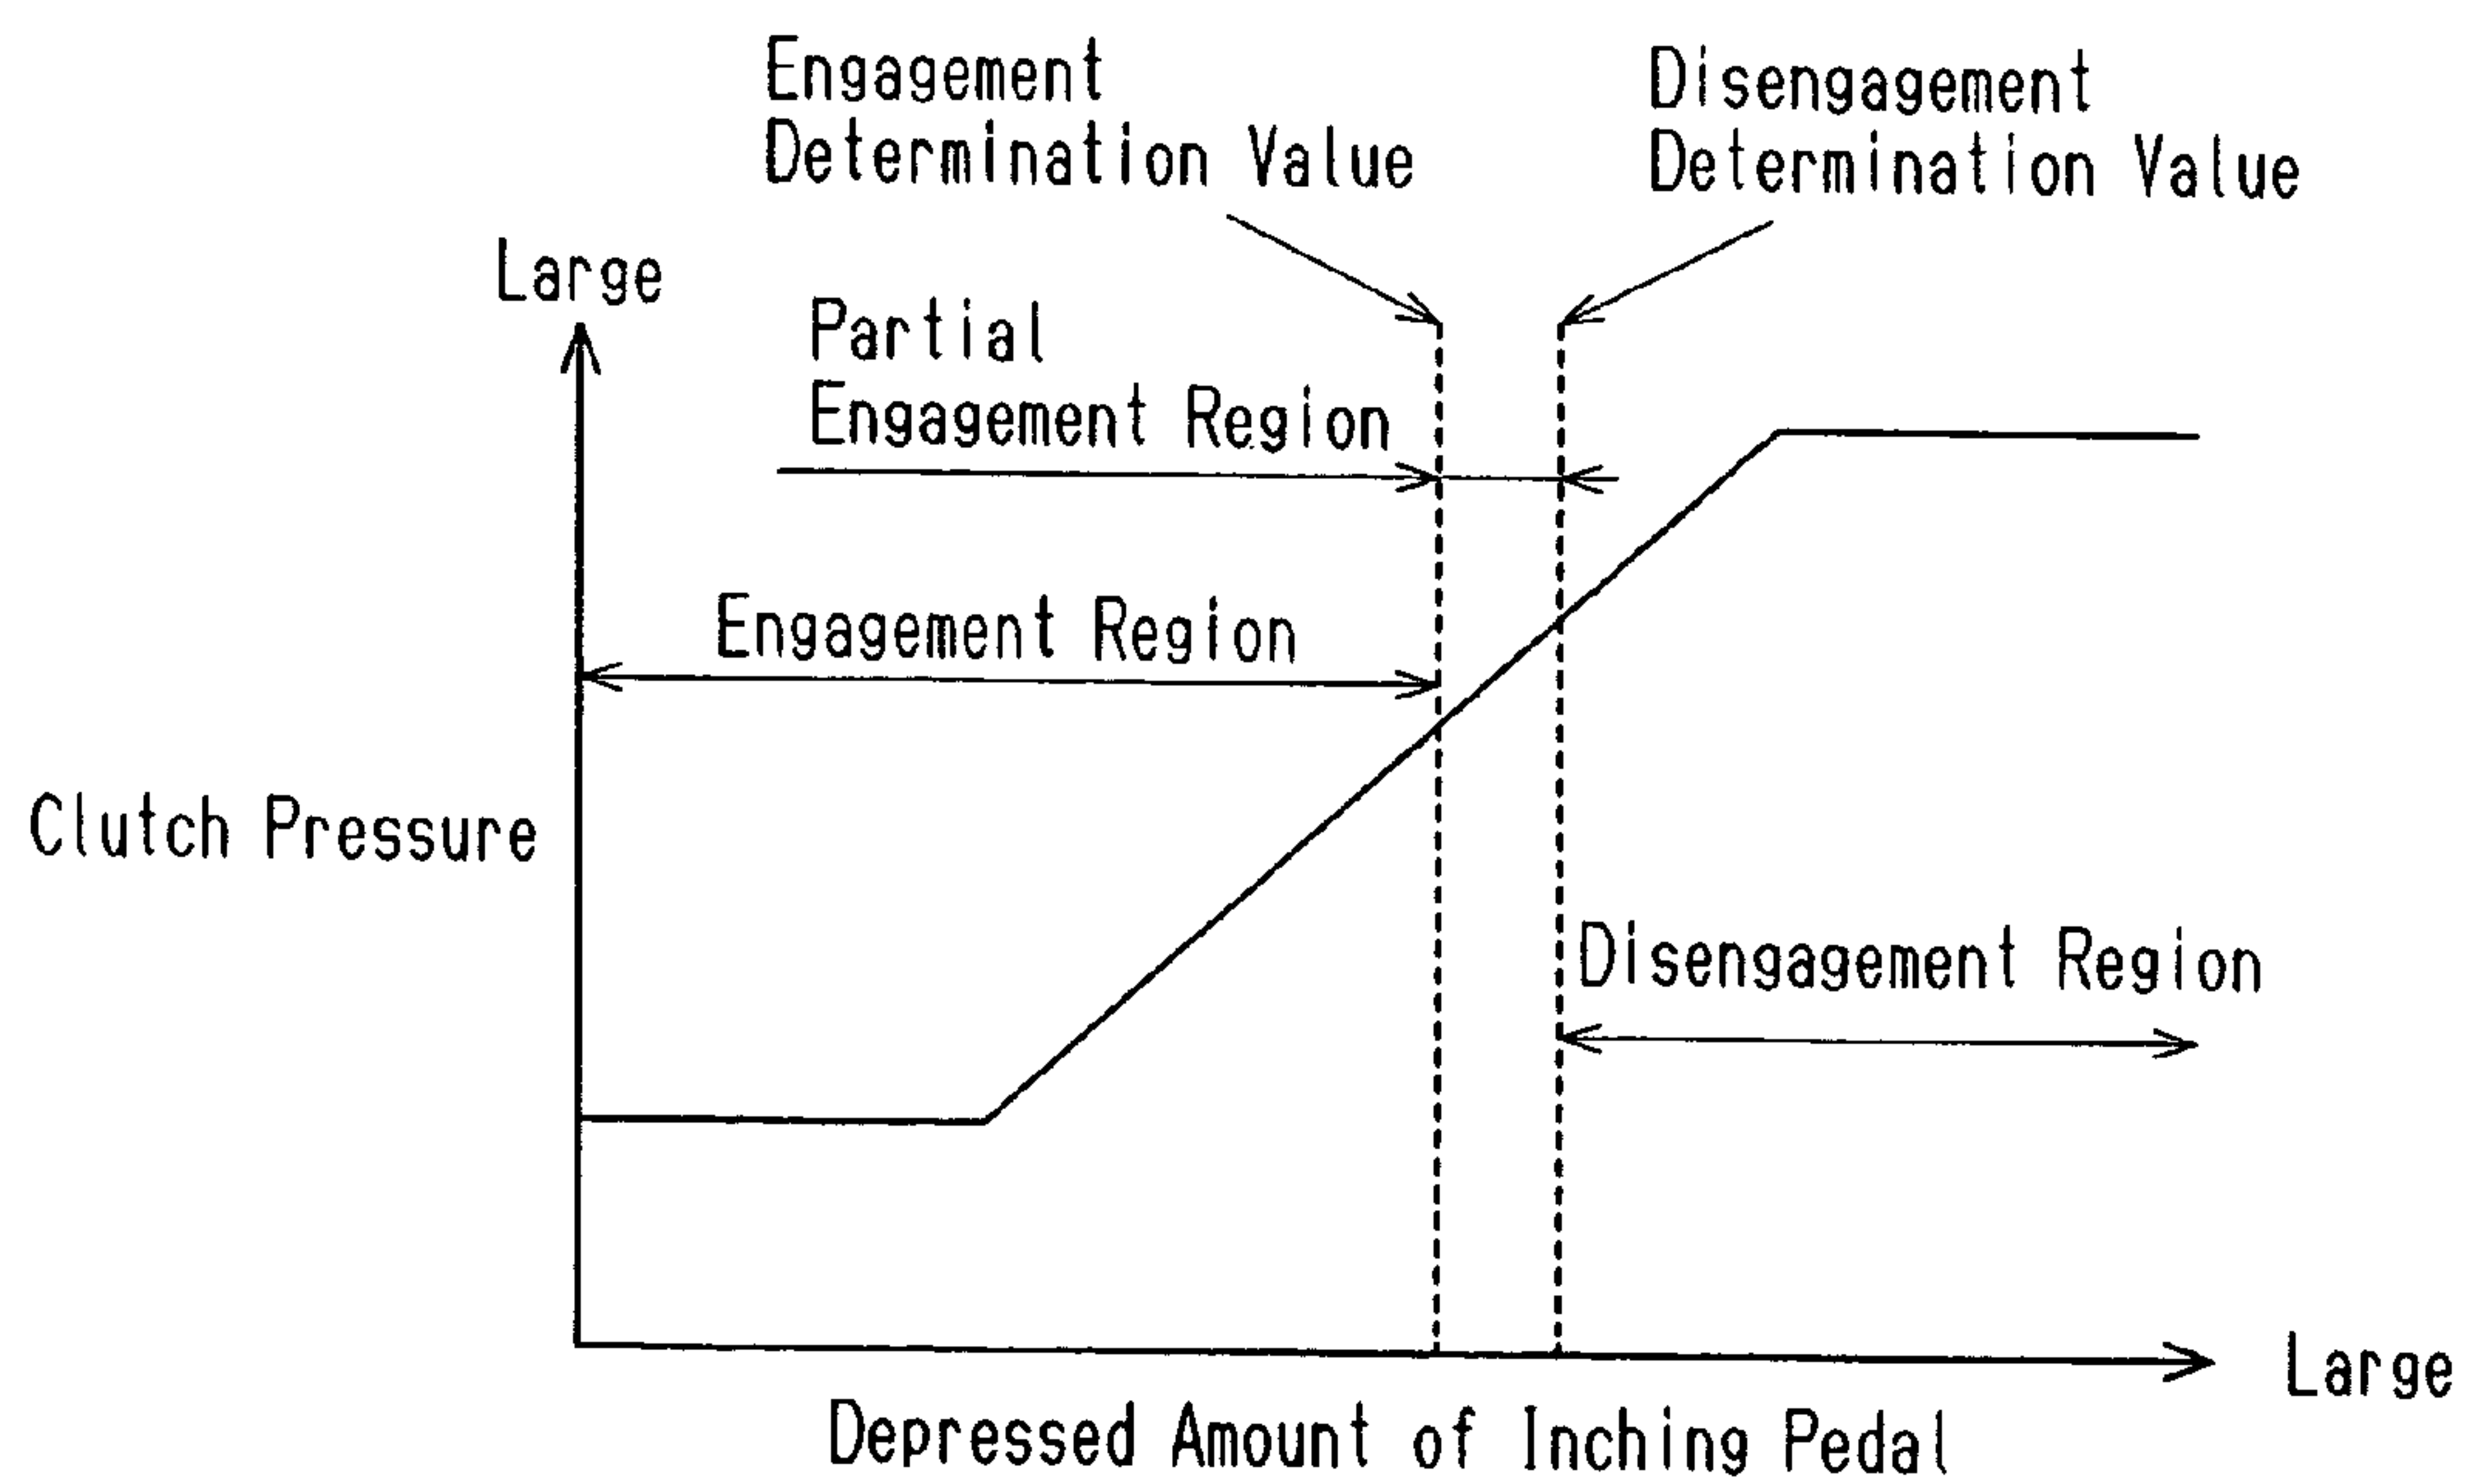 Engagement
Determination Value
Disengagement
Determination Value
Large
Partial
Engagement Region
Engagement Region
Clutch Pressure
Disengagement Region
Large
Depressed Amount of Inching Pedal